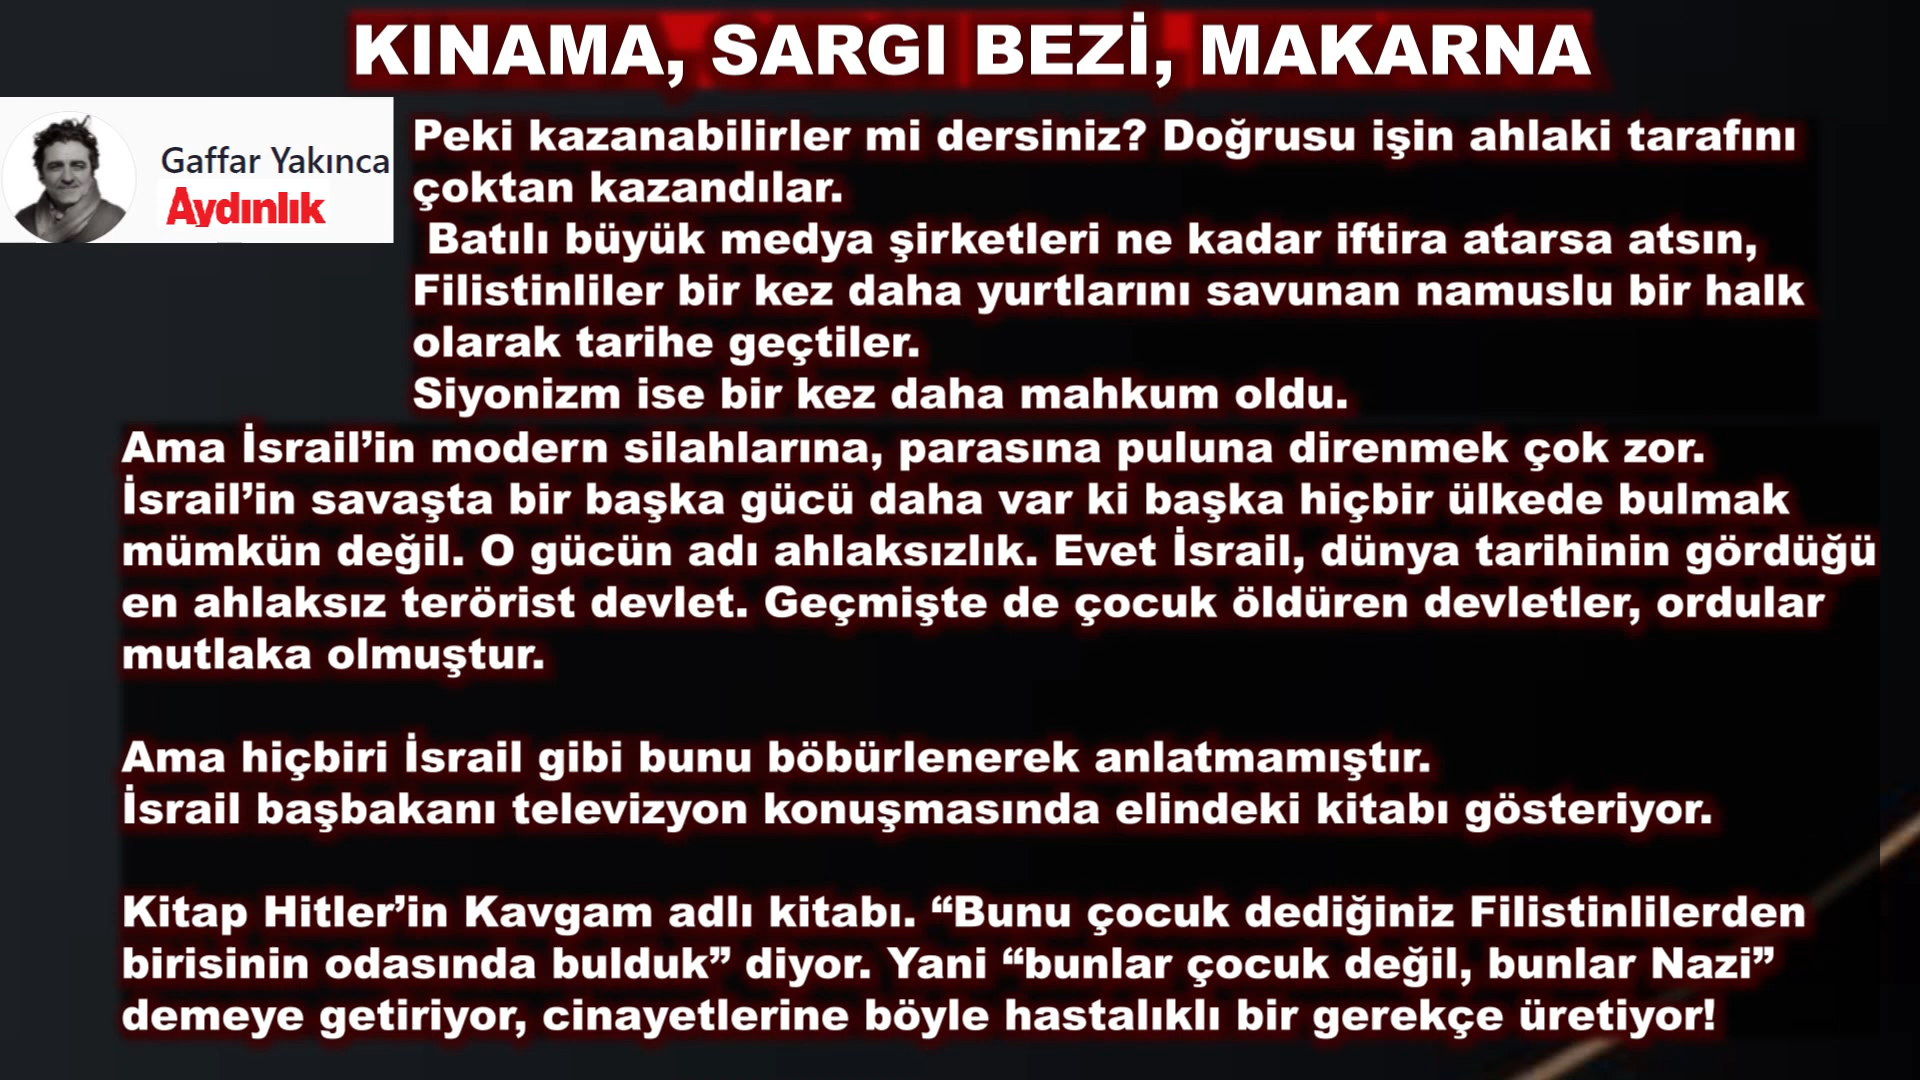 KINAMA, SARGI BEZİ, MAKARNA
Gaffar Yakınca
Aydınlık
Peki kazanabilirler mi dersiniz? Doğrusu işin ahlaki tarafını
çoktan kazandılar.
Batılı büyük medya şirketleri ne kadar iftira atarsa atsın,
Filistinliler bir kez daha yurtlarını savunan namuslu bir halk
olarak tarihe geçtiler.
Siyonizm ise bir kez daha mahkum oldu.
Ama İsrail’in modern silahlarına, parasına puluna direnmek çok zor.
İsrail’in savaşta bir başka gücü daha var ki başka hiçbir ülkede bulmak
mümkün değil. O gücün adı ahlaksızlık. Evet İsrail, dünya tarihinin gördüğü
en ahlaksız terörist devlet. Geçmişte de çocuk öldüren devletler, ordular
mutlaka olmuştur.
Ama hiçbiri İsrail gibi bunu böbürlenerek anlatmamıştır.
İsrail başbakanı televizyon konuşmasında elindeki kitabı gösteriyor.
Kitap Hitler’in Kavgam adlı kitabı. “Bunu çocuk dediğiniz Filistinlilerden
birisinin odasında bulduk” diyor. Yani “bunlar çocuk değil, bunlar Nazi”
demeye getiriyor, cinayetlerine böyle hastalıklı bir gerekçe üretiyor!